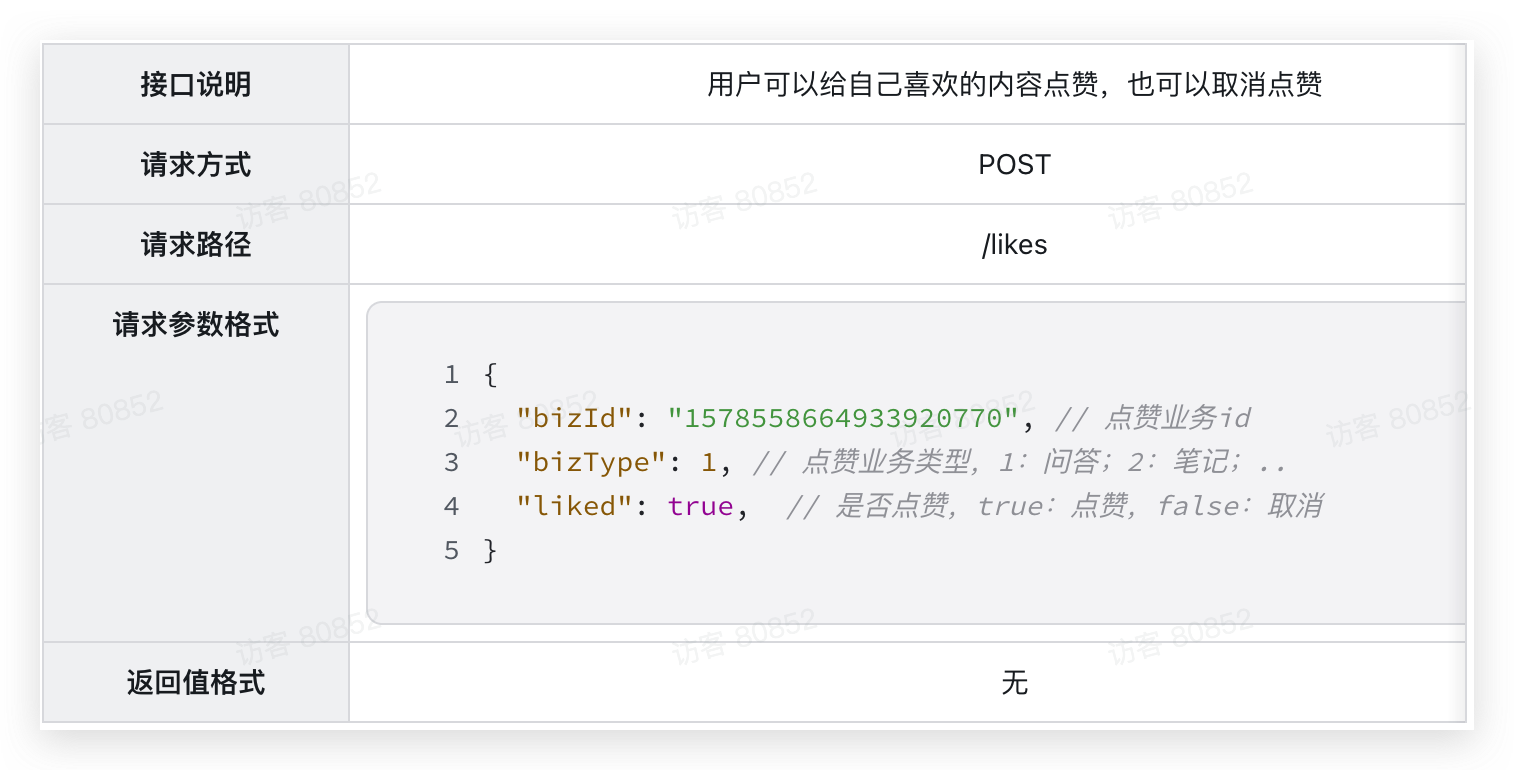 接口说明 用户可以给自己喜欢的内容点赞，也可以取消点赞
请求方式 POST
请求路径 /likes
请求参数格式
1 {
2   "bizId": "1578558664933920770", // 点赞业务id
3   "bizType": 1, // 点赞业务类型，1：问答；2：笔记；..
4   "liked": true,  // 是否点赞，true：点赞，false：取消
5 }
返回值格式 无
访客 80852
访客 80852
访客 80852
访客 80852
访客 80852
访客 80852
访客 80852
访客 80852
访客 80852
访客 80852